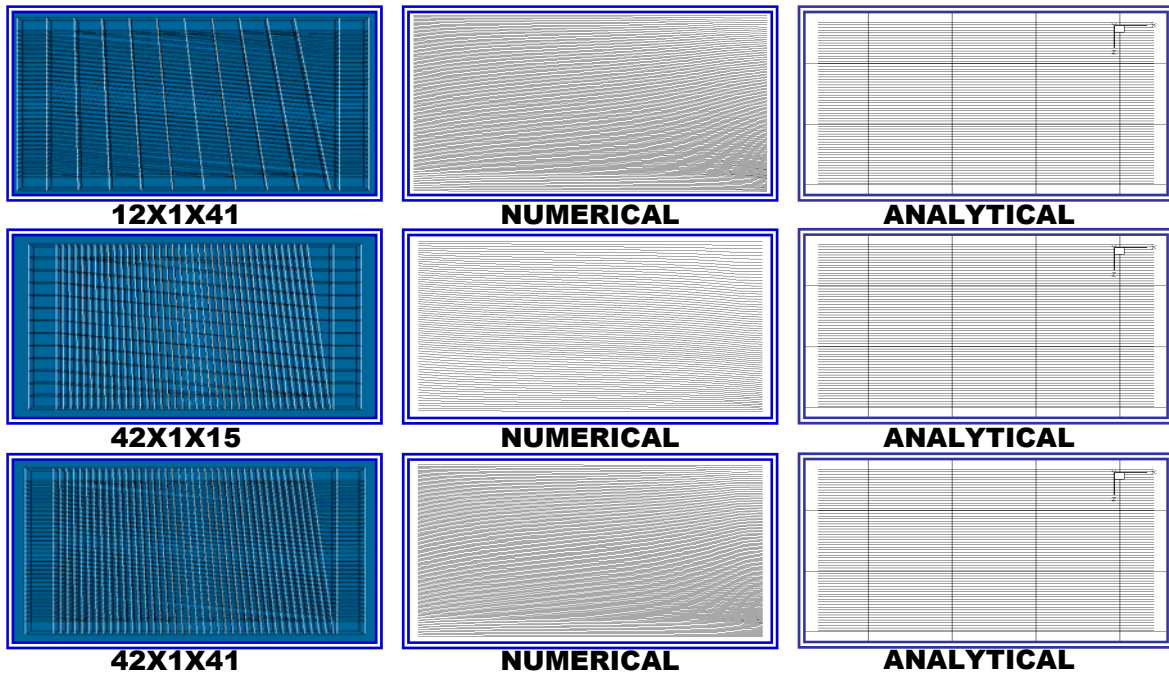 X
Z
12X1X41 NUMERICAL ANALYTICAL
X
Z
42X1X15 NUMERICAL ANALYTICAL
X
Z
42X1X41 NUMERICAL ANALYTICAL